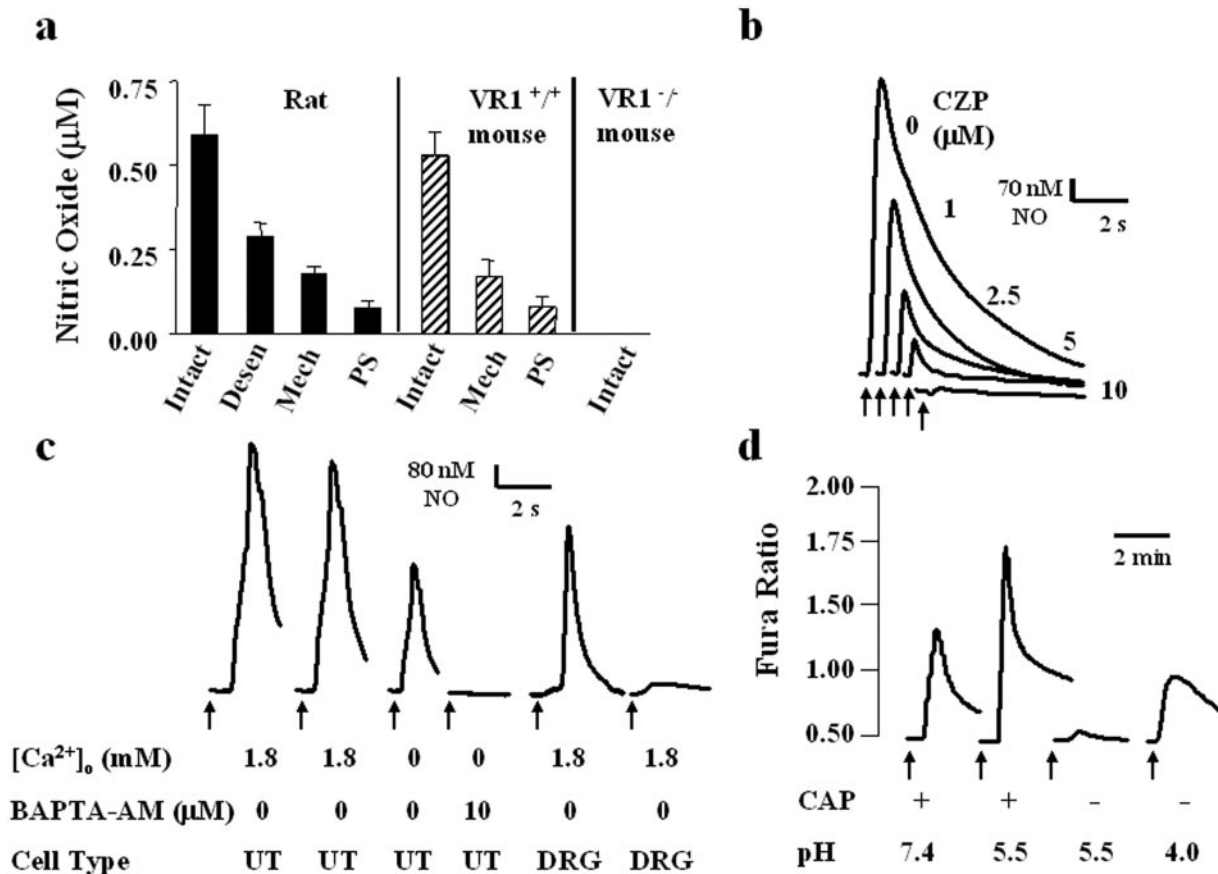 a
Nitric Oxide (µM)
0.75
0.50
0.25
0.00
Rat
VR1 +/+
mouse
VR1 -/-
mouse
Intact
Desen
Mech
PS
Intact
Mech
PS
Intact
b
CZP
(µM)
0
1
2.5
5
10
70 nM
NO
2 s
c
80 nM
NO
2 s
[Ca²⁺]ₒ (mM) 1.8 1.8 0 0 1.8 1.8
BAPTA-AM (µM) 0 0 0 10 0 0
Cell Type UT UT UT UT DRG DRG
d
Fura Ratio
2.00
1.75
1.50
1.00
0.50
2 min
CAP + + - -
pH 7.4 5.5 5.5 4.0